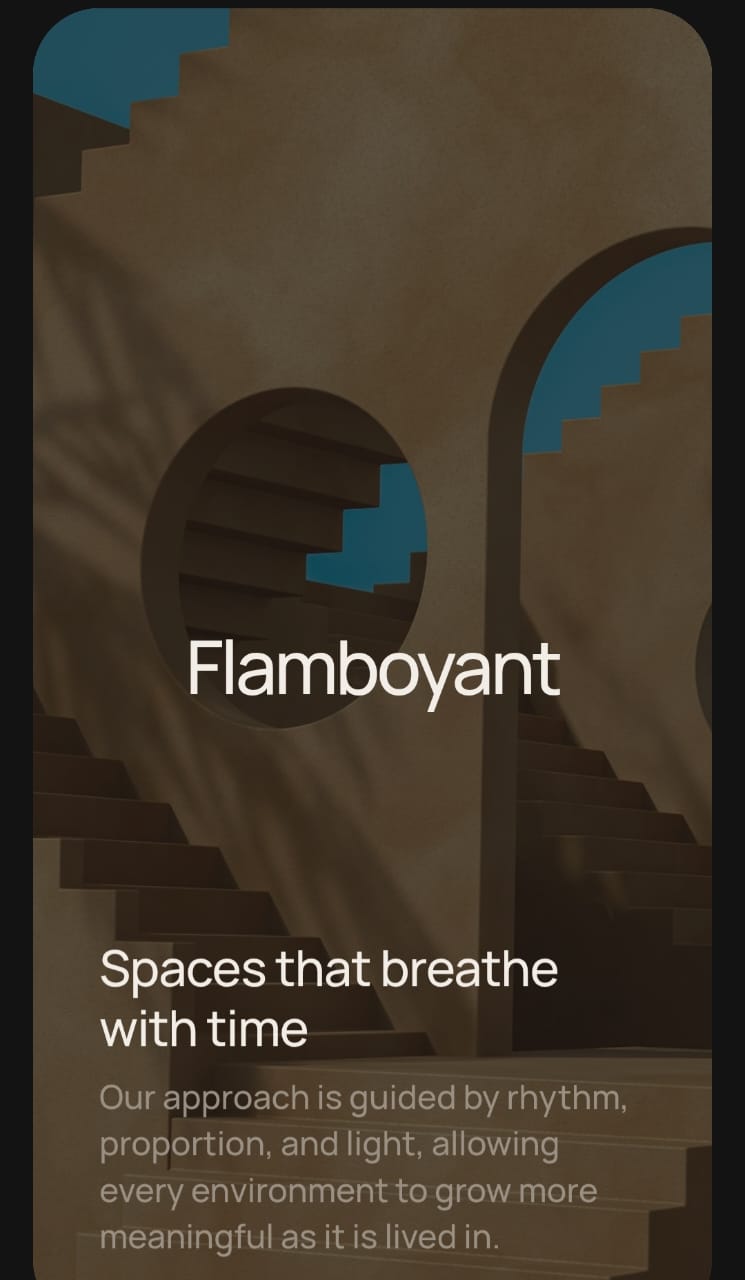 Flamboyant
Spaces that breathe
with time
Our approach is guided by rhythm,
proportion, and light, allowing
every environment to grow more
meaningful as it is lived in.